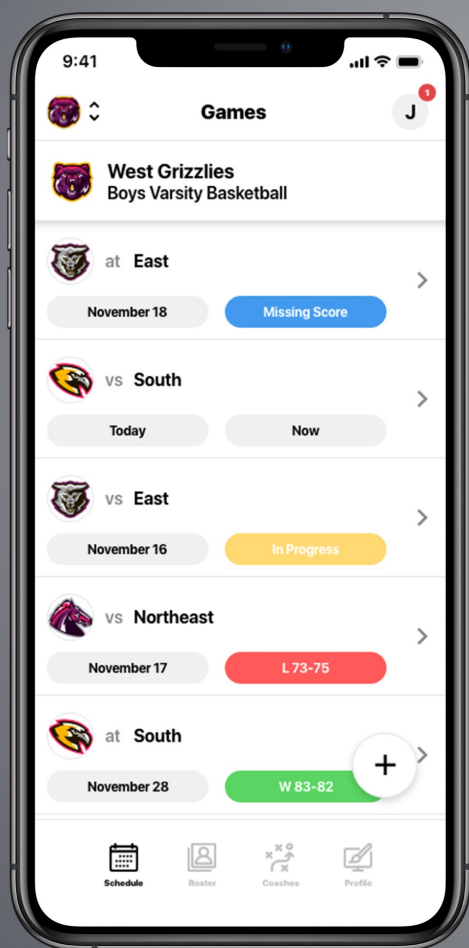 9:41
J
1
Games
West Grizzlies
Boys Varsity Basketball
at East
November 18
Missing Score
vs South
Today
Now
vs East
November 16
In Progress
vs Northeast
November 17
L 73-75
at South
November 28
W 83-82
+
Schedule
Roster
Coaches
Profile